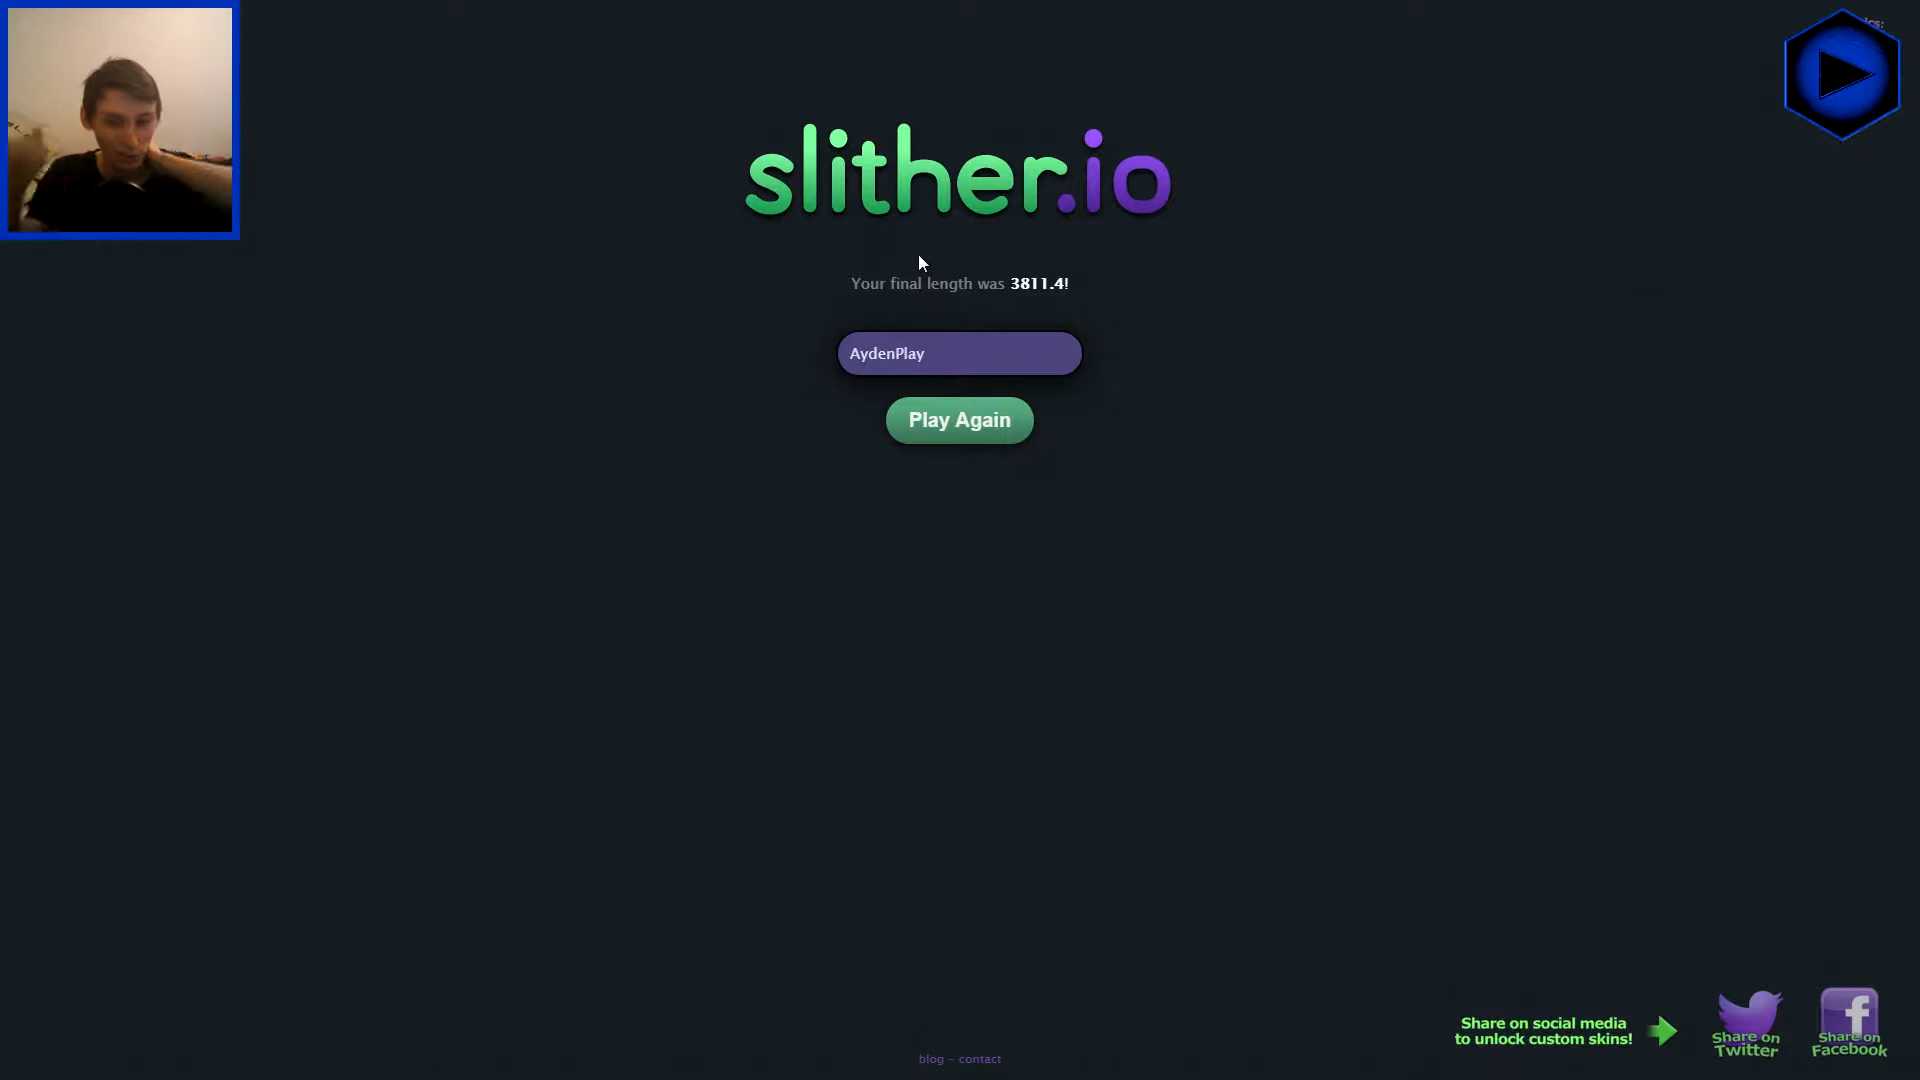 slither.io
Your final length was 3811.4!
AydenPlay
Play Again
Share on social media
to unlock custom skins!
Share on
Twitter
Share on
Facebook
blog - contact